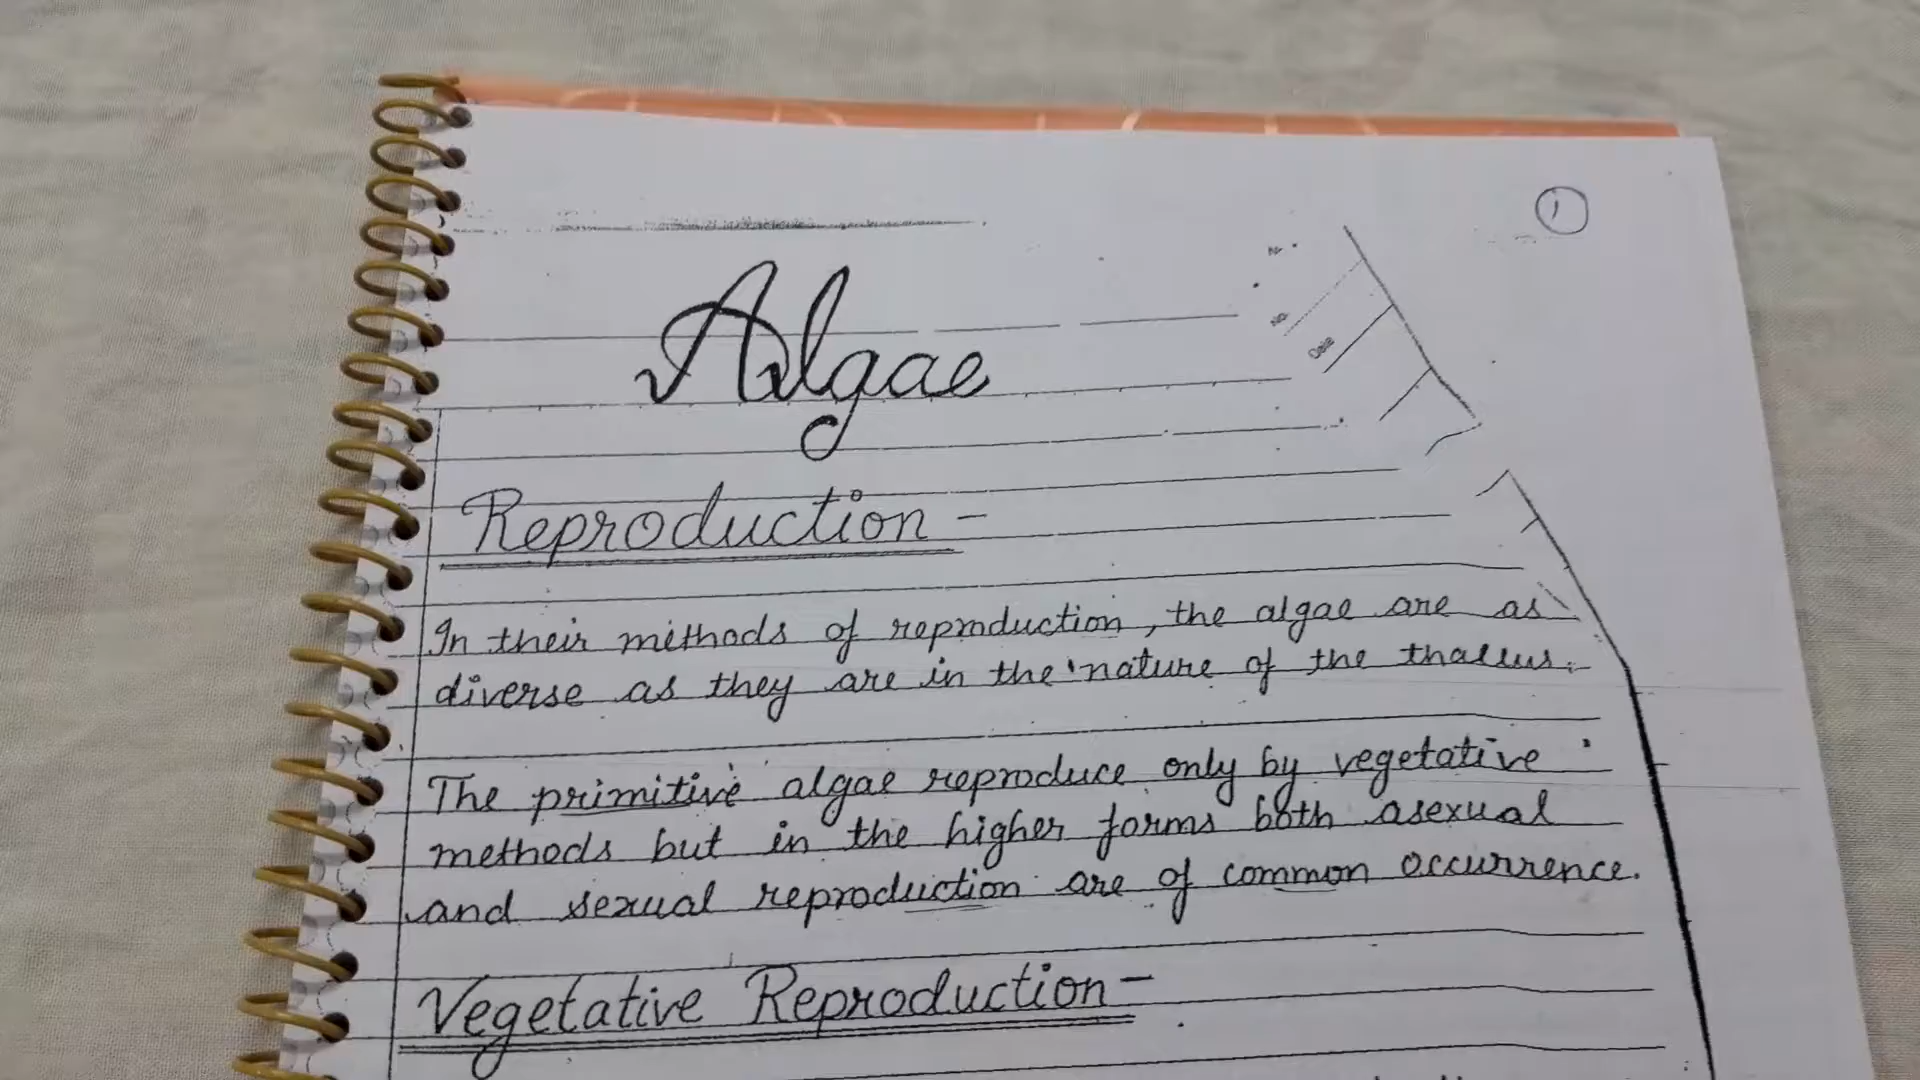 1
No.
Date
Algae
Reproduction -
In their methods of reproduction, the algae are as
diverse as they are in the nature of the thallus.
The primitive algae reproduce only by vegetative
methods but in the higher forms both asexual
and sexual reproduction are of common occurrence.
Vegetative Reproduction -